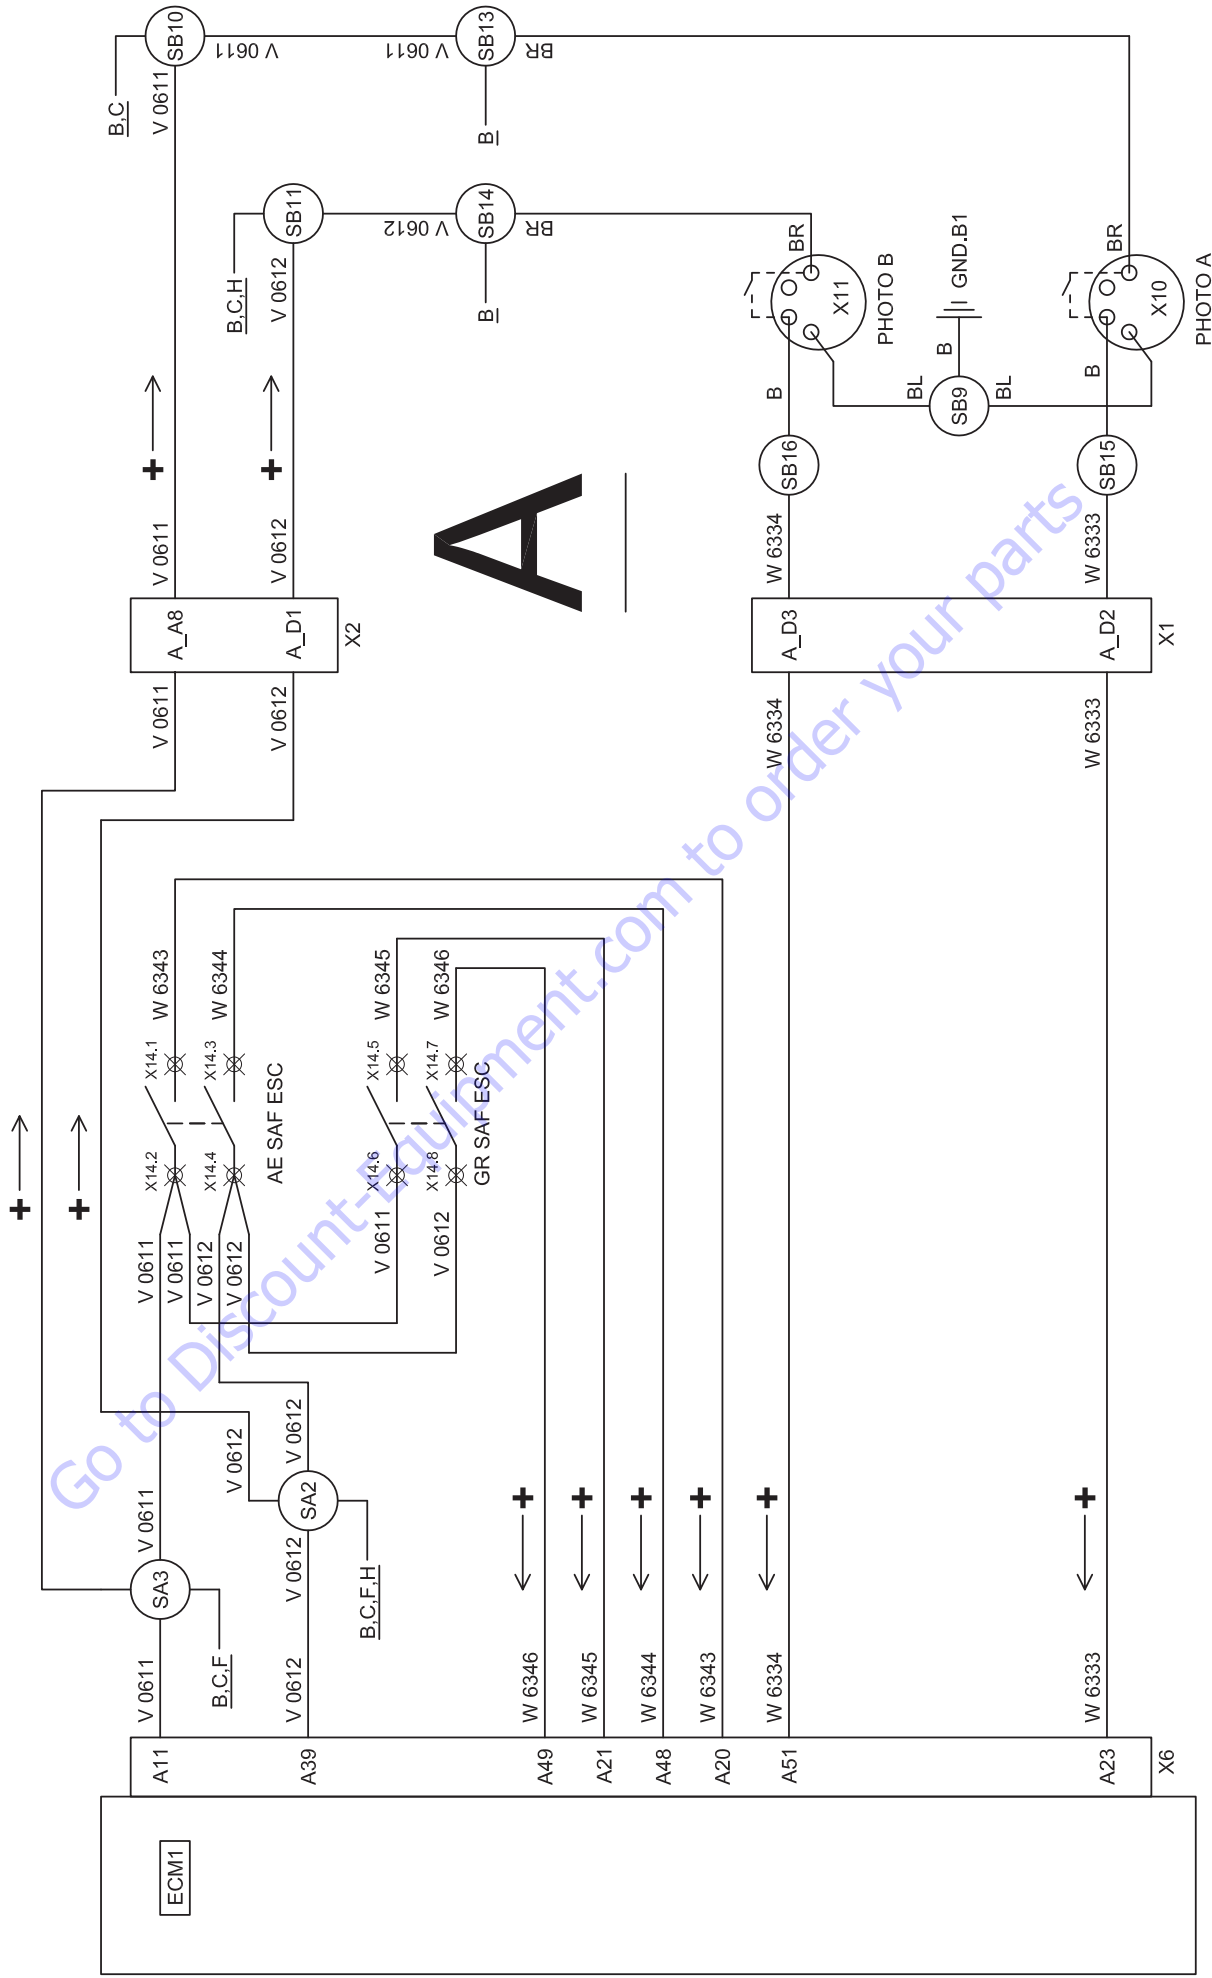 ECM1
X6
A11
A39
A49
A21
A48
A20
A51
A23
V 0611
V 0612
W 6346
W 6345
W 6344
W 6343
W 6334
W 6333
SA3
B,C,F
V 0611
SA2
V 0612
B,C,F,H
V 0612
V 0612
+
+
+
+
+
+
V 0611
V 0611
V 0612
V 0612
V 0611
V 0612
X14.2
X14.4
X14.6
X14.8
X14.1
X14.3
X14.5
X14.7
AE SAF ESC
GR SAF ESC
W 6343
W 6344
W 6345
W 6346
+
+
V 0611
V 0612
A_A8
A_D1
X2
V 0611
V 0612
+
+
W 6334
W 6333
A_D3
A_D2
X1
W 6334
W 6333
A
V 0612
B,C,H
SB11
V 0611
B,C
SB10
V 0612
V 0611
V 0611
SB14
B
SB13
B
BR
BR
SB16
SB15
B
B
SB9
BL
BL
B
GND.B1
X11
BR
PHOTO B
X10
BR
PHOTO A
Go to Discount-Equipment.com to order your parts